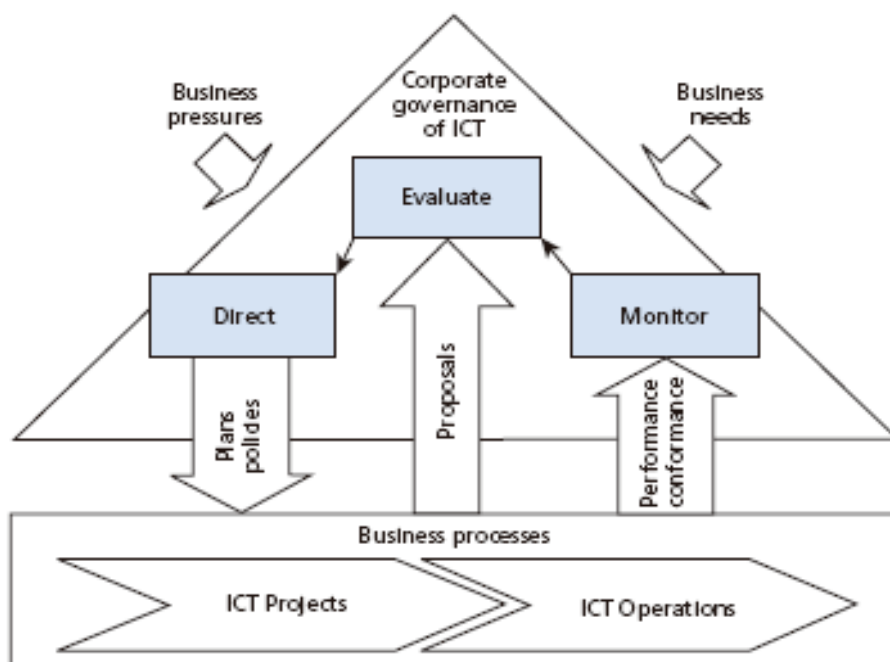 Corporate
governance
of ICT
Business
pressures
Business
needs
Evaluate
Direct
Monitor
Plans
polides
Proposals
Performance
conformance
Business processes
ICT Projects
ICT Operations